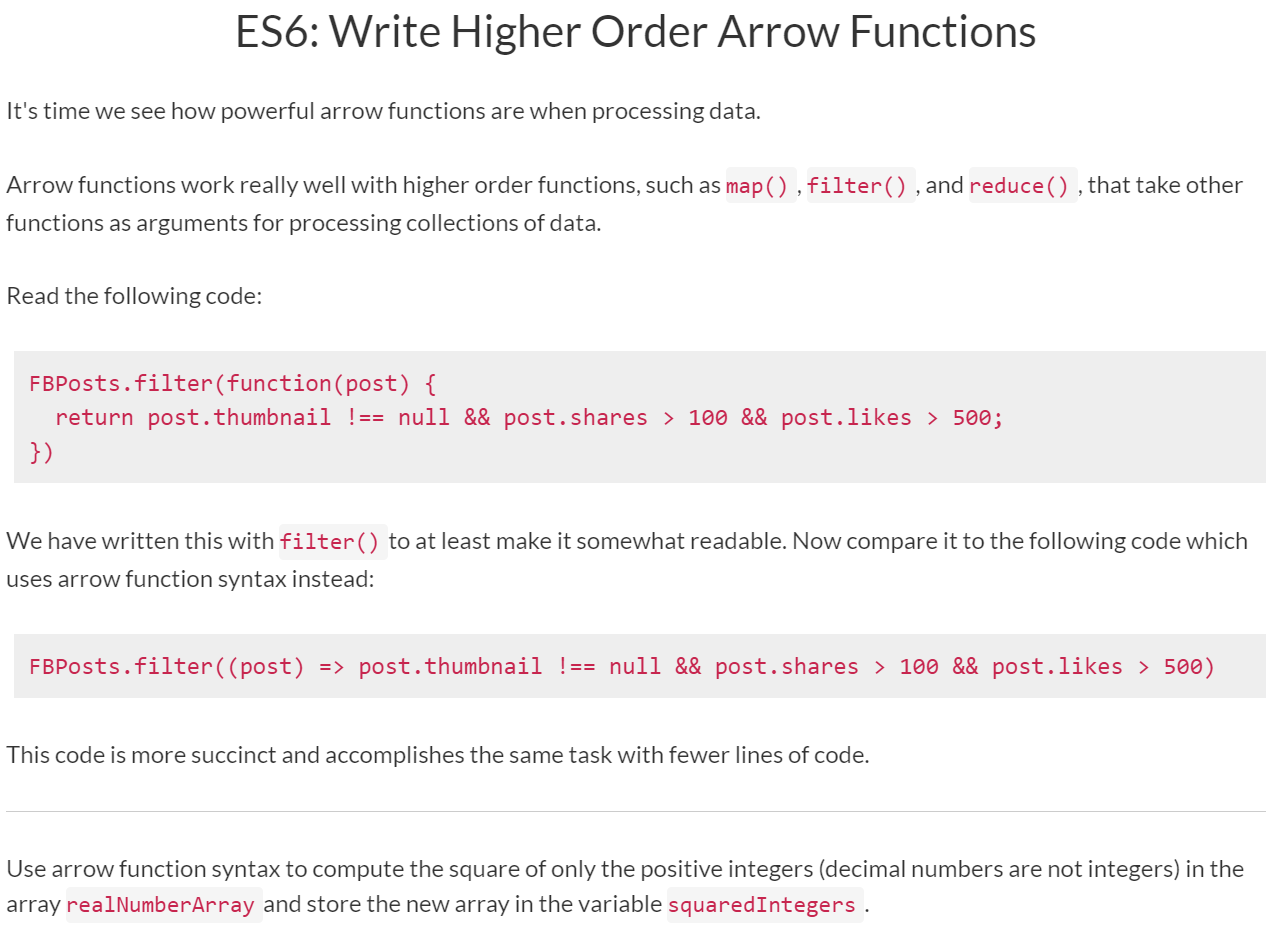 ES6: Write Higher Order Arrow Functions
It's time we see how powerful arrow functions are when processing data.
Arrow functions work really well with higher order functions, such as map() , filter() , and reduce() , that take other
functions as arguments for processing collections of data.
Read the following code:
FBPosts.filter(function(post) {
  return post.thumbnail !== null && post.shares > 100 && post.likes > 500;
})
We have written this with filter() to at least make it somewhat readable. Now compare it to the following code which
uses arrow function syntax instead:
FBPosts.filter((post) => post.thumbnail !== null && post.shares > 100 && post.likes > 500)
This code is more succinct and accomplishes the same task with fewer lines of code.
Use arrow function syntax to compute the square of only the positive integers (decimal numbers are not integers) in the
array realNumberArray and store the new array in the variable squaredIntegers .